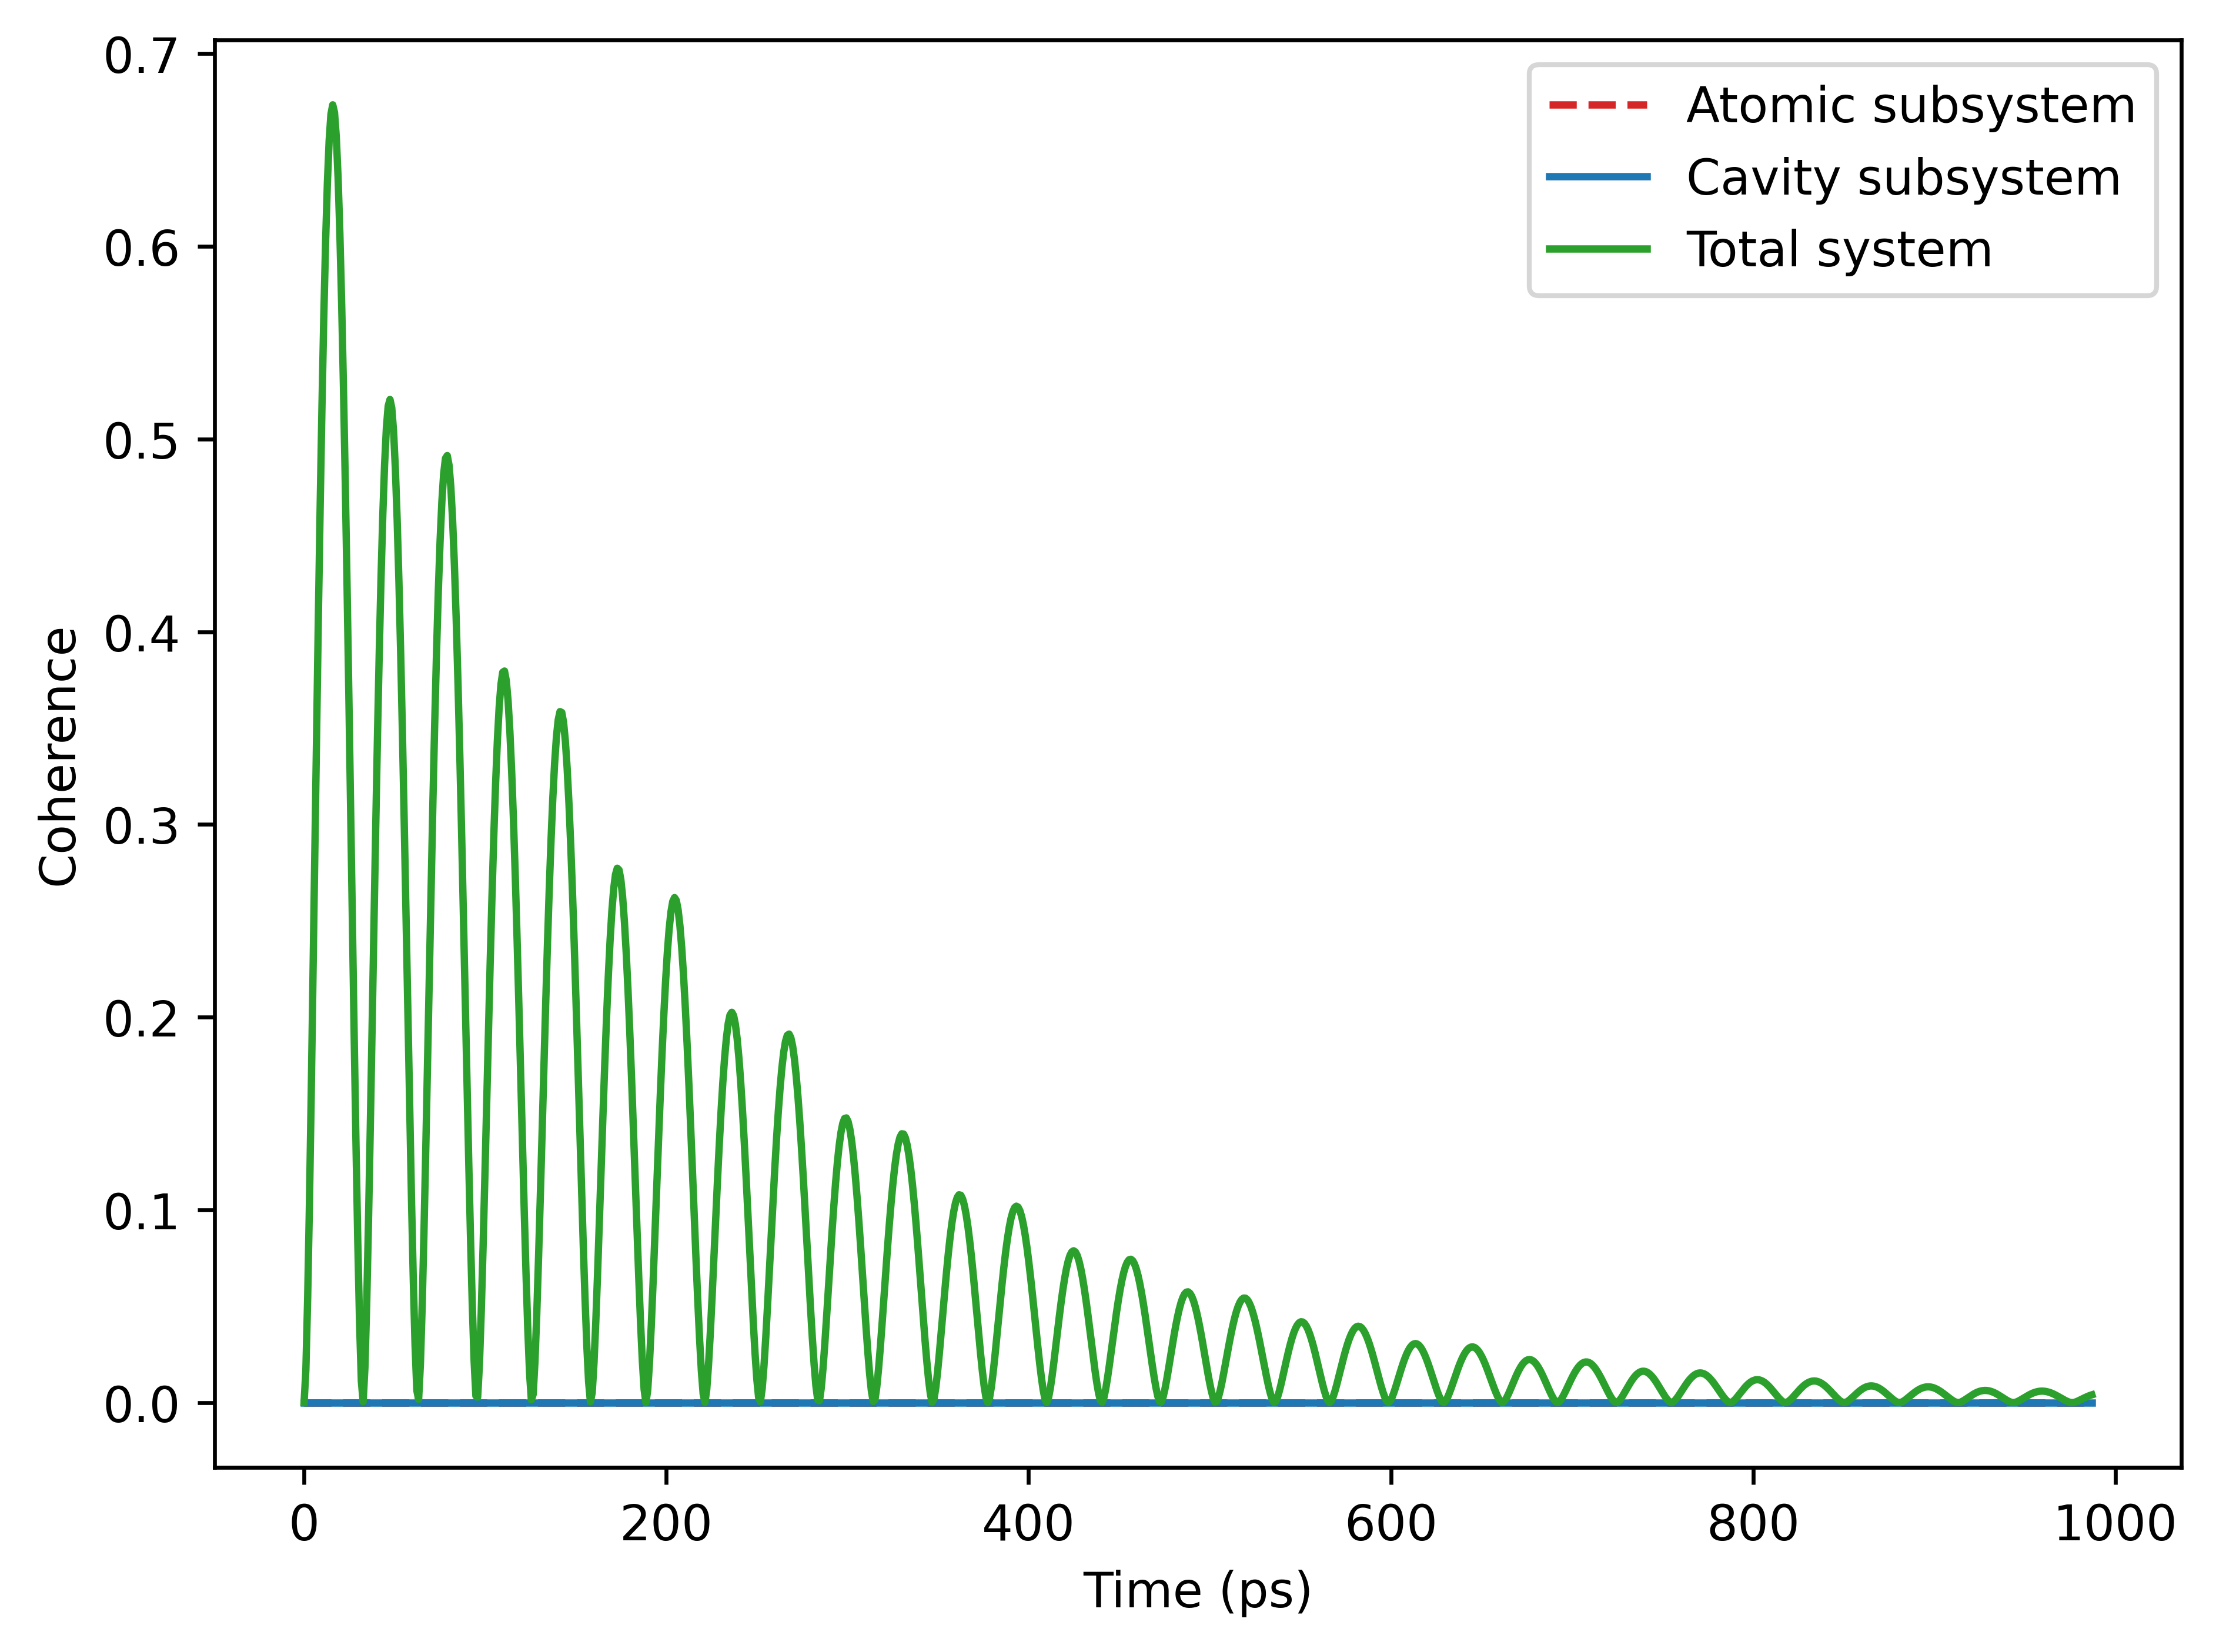 0.7
0.6
0.5
0.4
0.3
0.2
0.1
0.0
Coherence
Atomic subsystem
Cavity subsystem
Total system
0 200 400 600 800 1000
Time (ps)